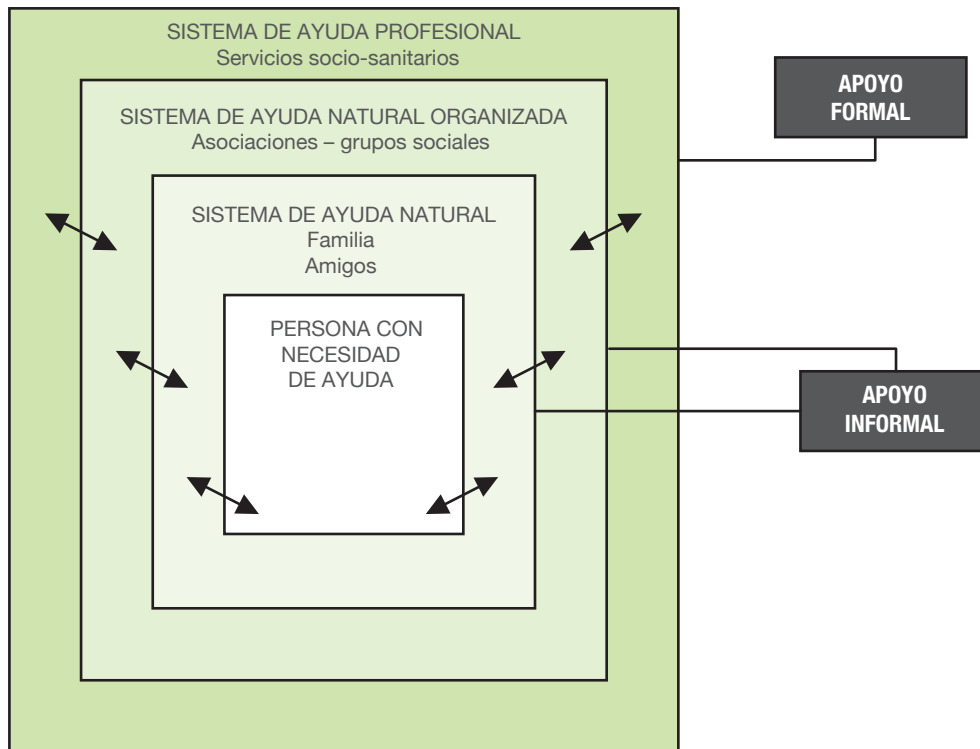 SISTEMA DE AYUDA PROFESIONAL
Servicios socio-sanitarios
SISTEMA DE AYUDA NATURAL ORGANIZADA
Asociaciones – grupos sociales
SISTEMA DE AYUDA NATURAL
Familia
Amigos
PERSONA CON
NECESIDAD
DE AYUDA
APOYO
FORMAL
APOYO
INFORMAL